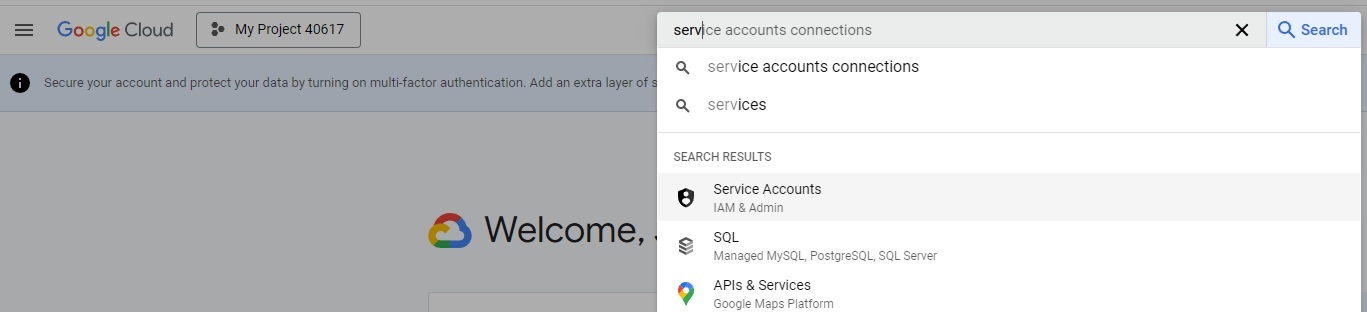 Google Cloud
My Project 40617
service accounts connections
Search
Secure your account and protect your data by turning on multi-factor authentication. Add an extra layer of s
service accounts connections
services
SEARCH RESULTS
Service Accounts
IAM & Admin
SQL
Managed MySQL, PostgreSQL, SQL Server
APIs & Services
Google Maps Platform
Welcome,